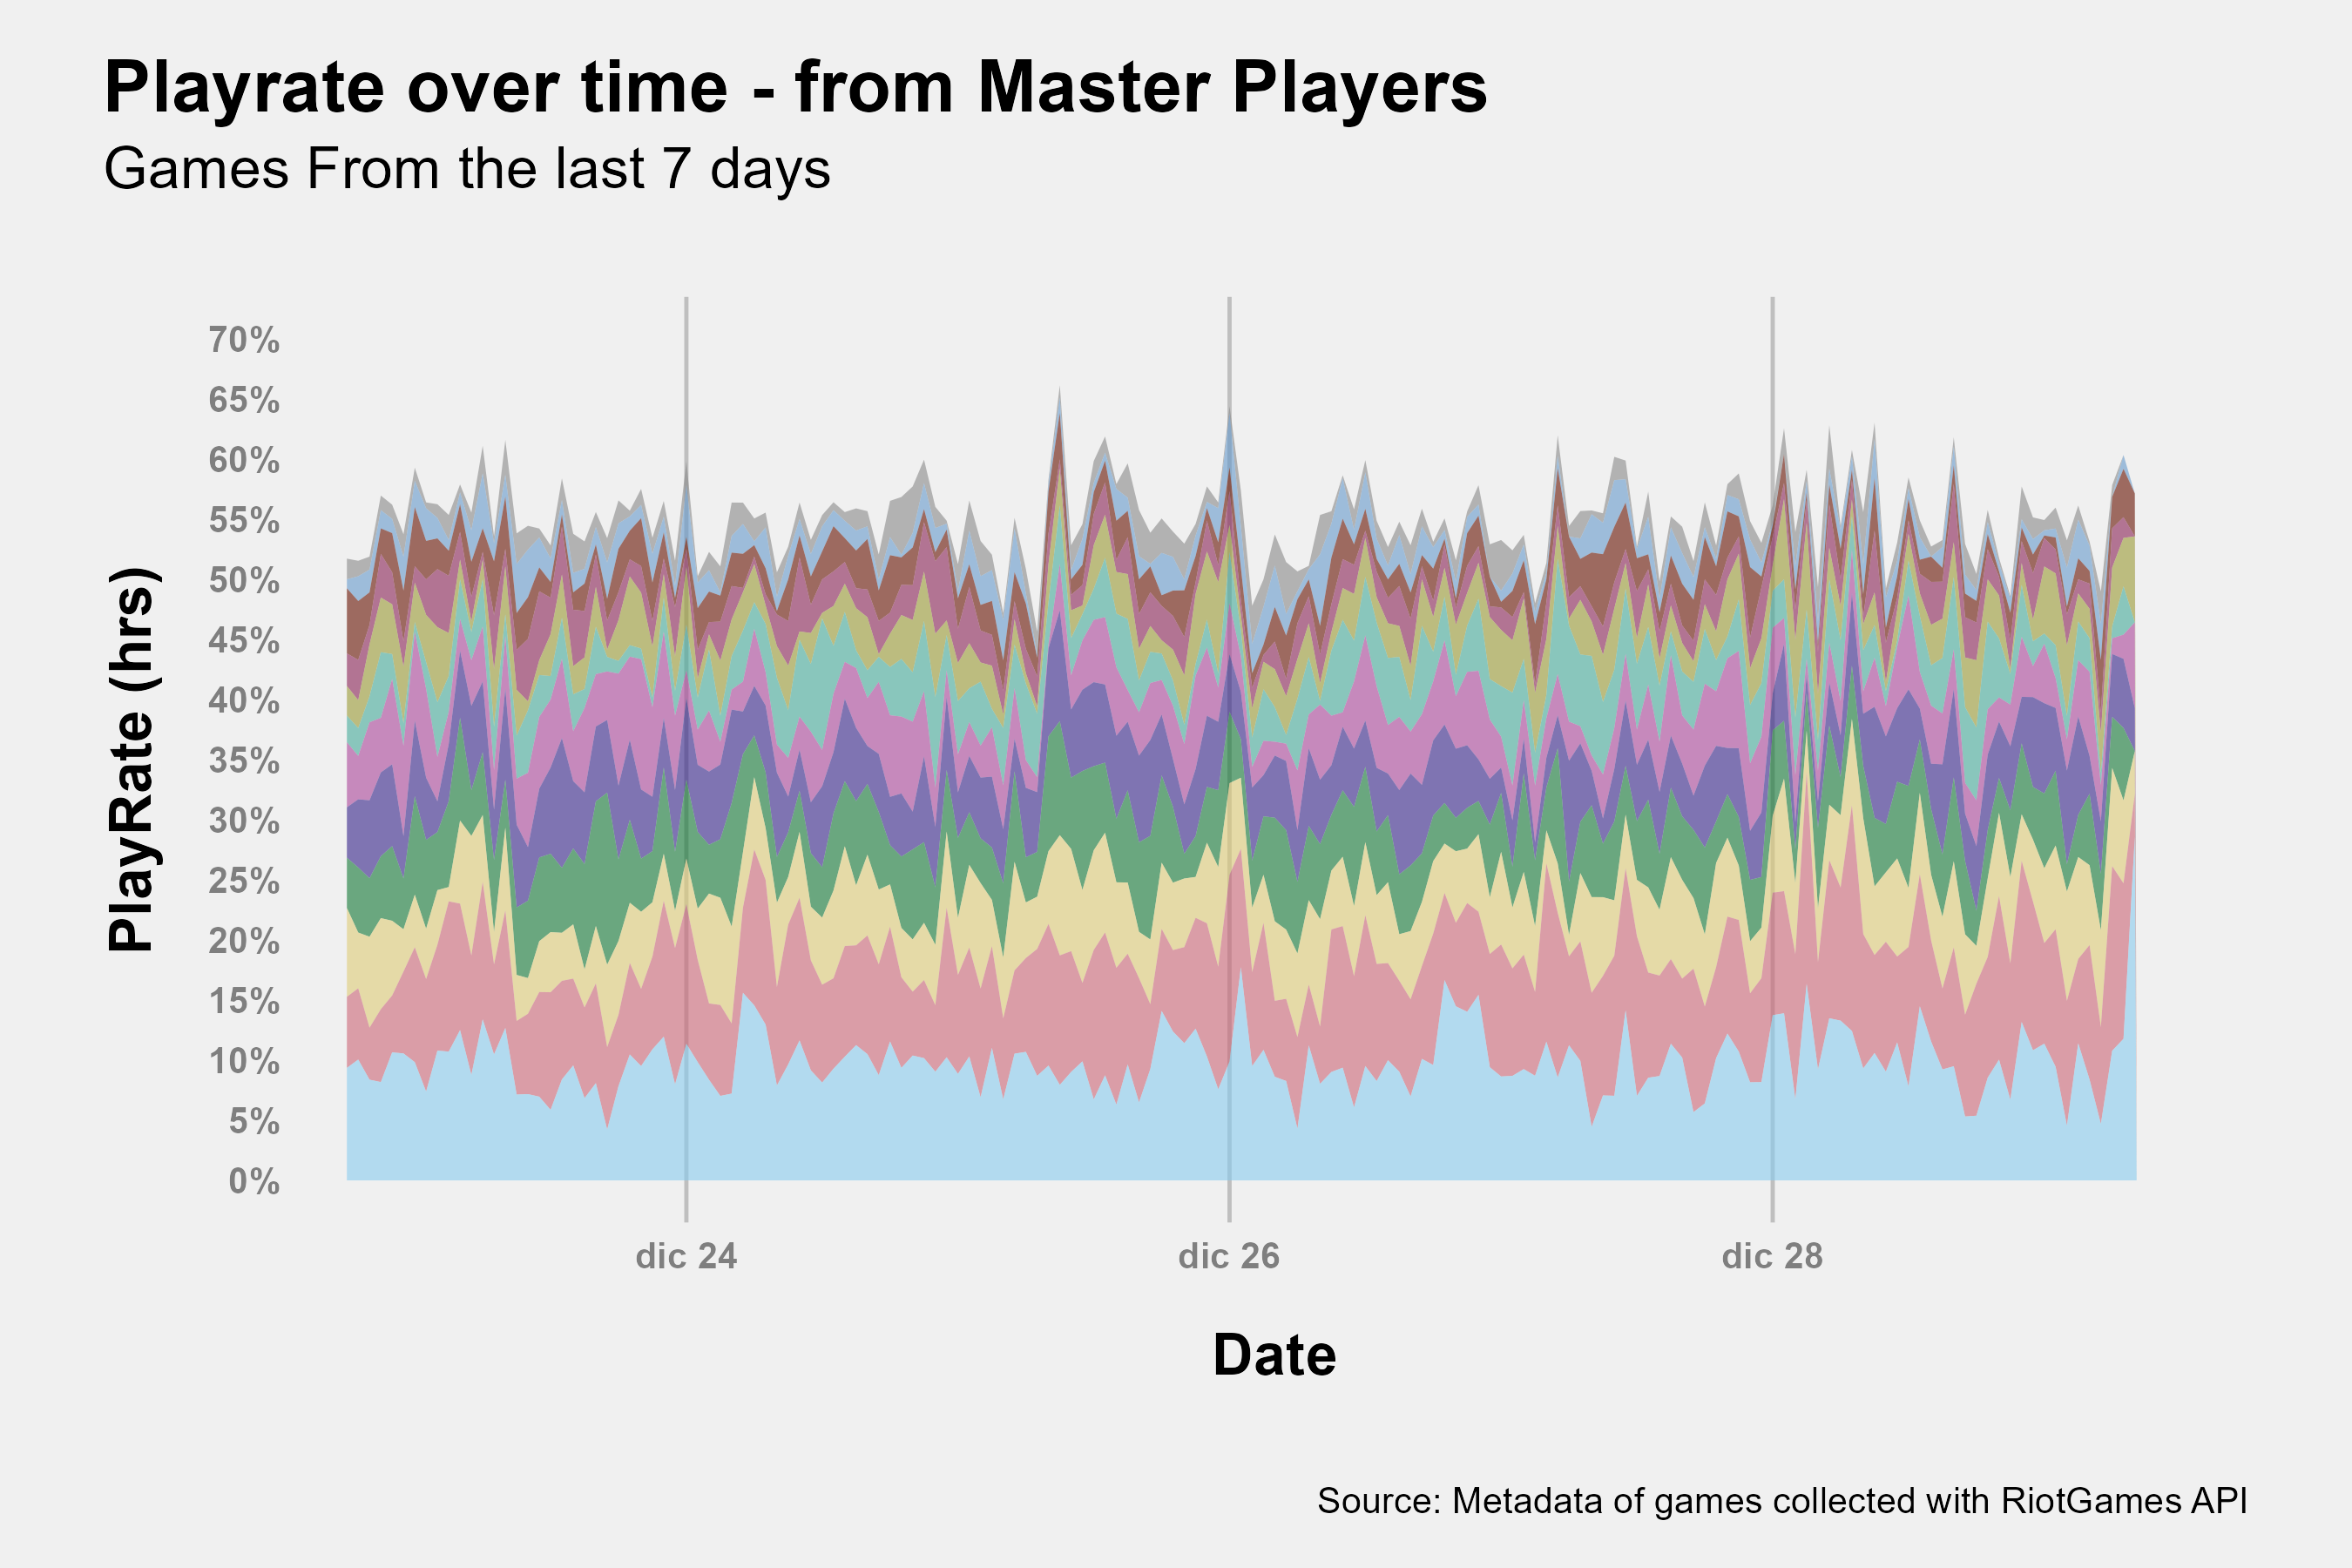 Playrate over time - from Master Players
Games From the last 7 days
70%
65%
60%
55%
50%
45%
40%
35%
30%
25%
20%
15%
10%
5%
0%
PlayRate (hrs)
dic 24
dic 26
dic 28
Date
Source: Metadata of games collected with RiotGames API